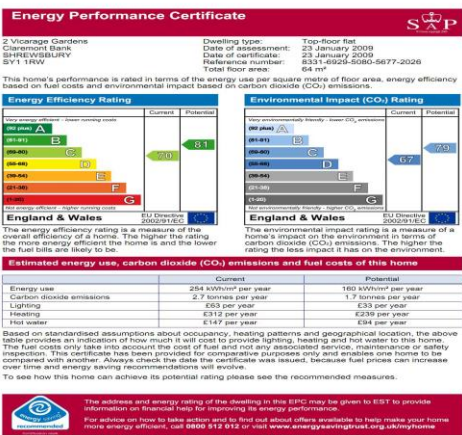 Energy Performance Certificate
SAP
2 Vicarage Gardens
Claremont Bank
SHREWSBURY
SY1 1RW
Dwelling type: Top-floor flat
Date of assessment: 23 January 2009
Date of certificate: 23 January 2009
Reference number: 8331-6929-5080-5677-2026
Total floor area: 64 m²
This home's performance is rated in terms of the energy use per square metre of floor area, energy efficiency
based on fuel costs and environmental impact based on carbon dioxide (CO₂) emissions.
Energy Efficiency Rating
Current Potential
Very energy efficient - lower running costs
(92 plus) A
(81-91) B
(69-80) C
(55-68) D
(39-54) E
(21-38) F
(1-20) G
70
81
Not energy efficient - higher running costs
England & Wales
EU Directive
2002/91/EC
Environmental Impact (CO₂) Rating
Current Potential
Very environmentally friendly - lower CO₂ emissions
(92 plus) A
(81-91) B
(69-80) C
(55-68) D
(39-54) E
(21-38) F
(1-20) G
67
79
Not environmentally friendly - higher CO₂ emissions
England & Wales
EU Directive
2002/91/EC
The energy efficiency rating is a measure of the
overall efficiency of a home. The higher the rating
the more energy efficient the home is and the lower
the fuel bills are likely to be.
The environmental impact rating is a measure of a
home's impact on the environment in terms of
carbon dioxide (CO₂) emissions. The higher the
rating the less impact it has on the environment.
Estimated energy use, carbon dioxide (CO₂) emissions and fuel costs of this home
Current Potential
Energy use 254 kWh/m² per year 160 kWh/m² per year
Carbon dioxide emissions 2.7 tonnes per year 1.7 tonnes per year
Lighting £63 per year £33 per year
Heating £312 per year £239 per year
Hot water £147 per year £94 per year
Based on standardised assumptions about occupancy, heating patterns and geographical location, the above
table provides an indication of how much it will cost to provide lighting, heating and hot water to this home.
The fuel costs only take into account the cost of fuel and not any associated service, maintenance or safety
inspection. This certificate has been provided for comparative purposes only and enables one home to be
compared with another. Always check the date the certificate was issued, because fuel prices can increase
over time and energy saving recommendations will evolve.
To see how this home can achieve its potential rating please see the recommended measures.
energy saving
recommended
The address and energy rating of the dwelling in this EPC may be given to EST to provide
information on financial help for improving its energy performance.
For advice on how to take action and to find out about offers available to help make your home
more energy efficient, call 0800 512 012 or visit www.energysavingtrust.org.uk/myhome